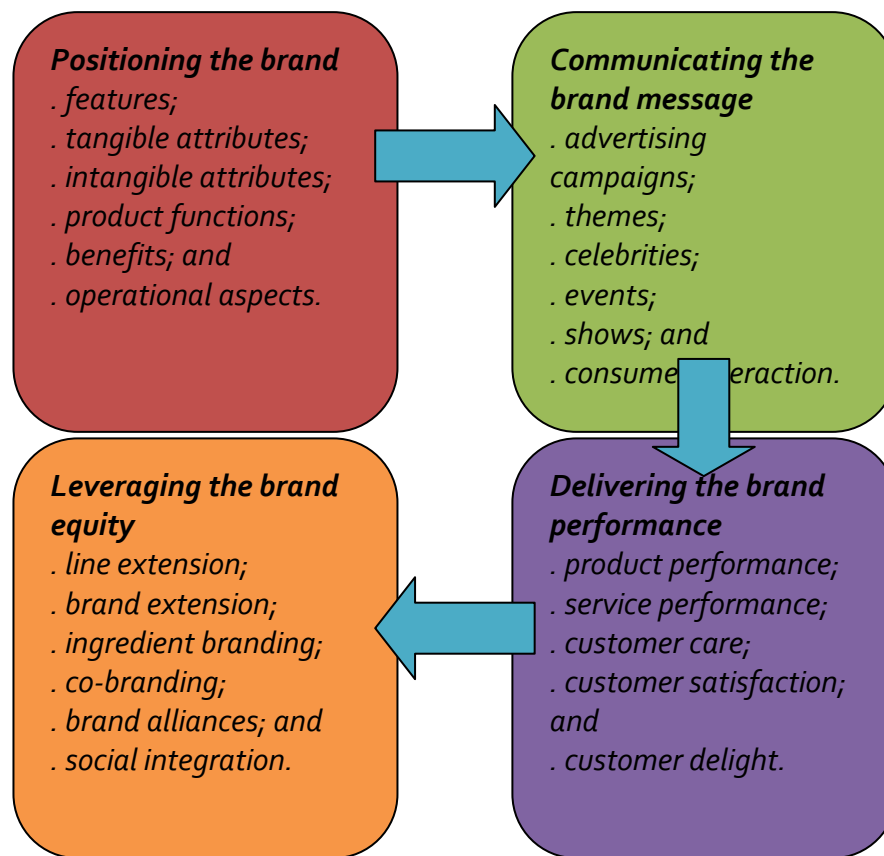 Positioning the brand
. features;
. tangible attributes;
. intangible attributes;
. product functions;
. benefits; and
. operational aspects.
Communicating the
brand message
. advertising
campaigns;
. themes;
. celebrities;
. events;
. shows; and
. consume eraction.
Delivering the brand
performance
. product performance;
. service performance;
. customer care;
. customer satisfaction;
and
. customer delight.
Leveraging the brand
equity
. line extension;
. brand extension;
. ingredient branding;
. co-branding;
. brand alliances; and
. social integration.